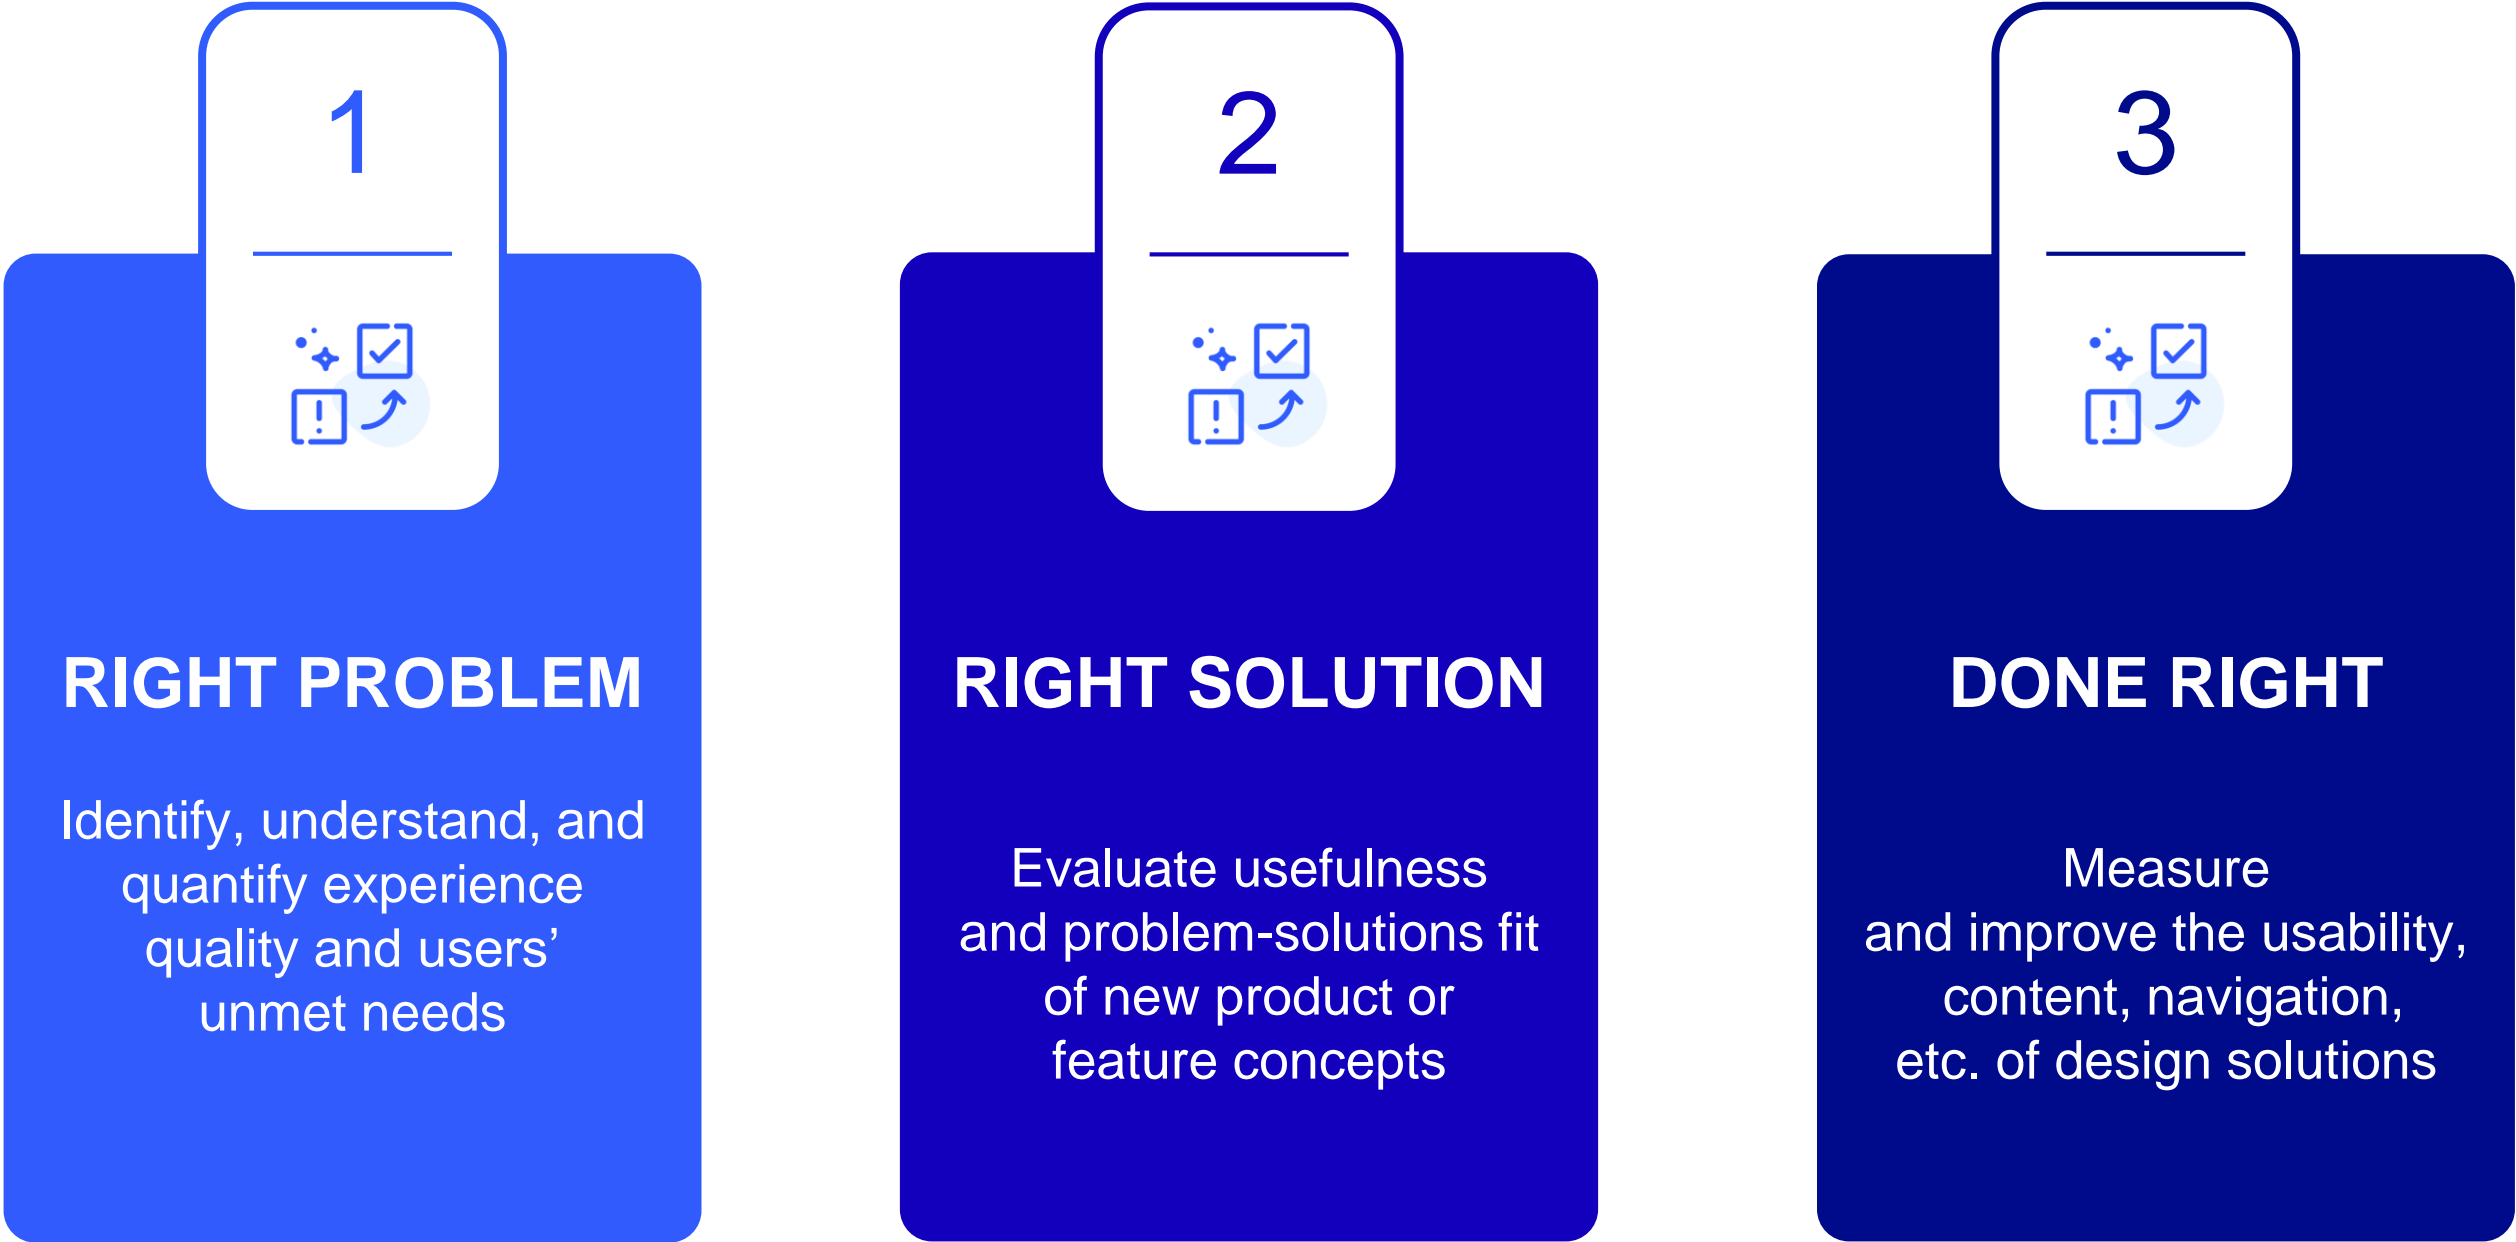 1
RIGHT PROBLEM
Identify, understand, and
quantify experience
quality and users’
unmet needs
2
RIGHT SOLUTION
Evaluate usefulness
and problem-solutions fit
of new product or
feature concepts
3
DONE RIGHT
Measure
and improve the usability,
content, navigation,
etc. of design solutions